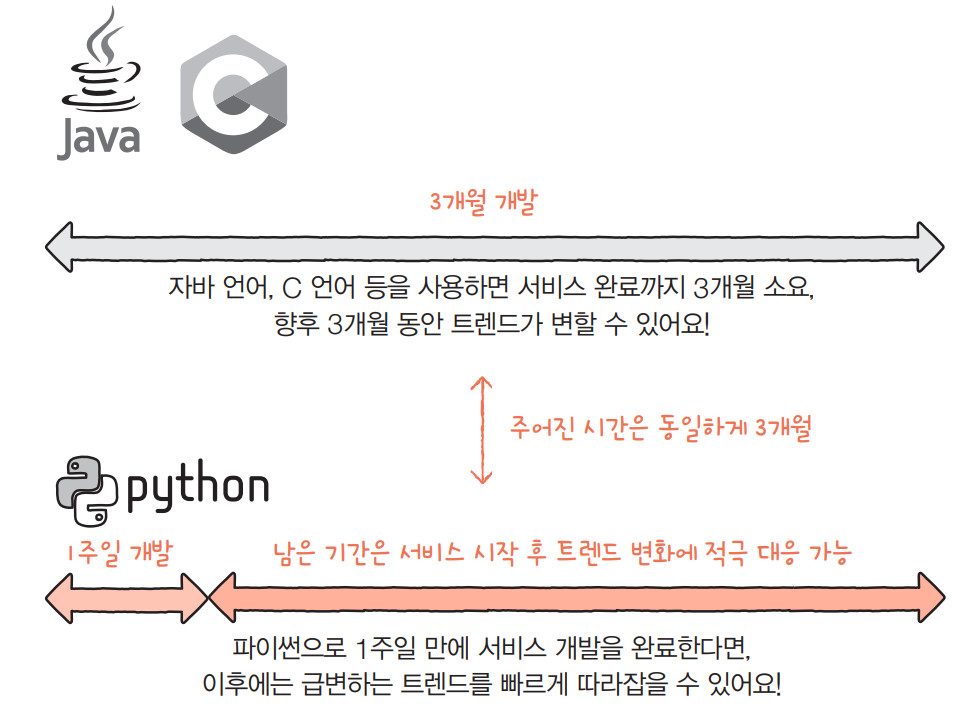 Java
C
3개월 개발
자바 언어, C 언어 등을 사용하면 서비스 완료까지 3개월 소요,
향후 3개월 동안 트렌드가 변할 수 있어요!
주어진 시간은 동일하게 3개월
python
1주일 개발
남은 기간은 서비스 시작 후 트렌드 변화에 적극 대응 가능
파이썬으로 1주일 만에 서비스 개발을 완료한다면,
이후에는 급변하는 트렌드를 빠르게 따라잡을 수 있어요!